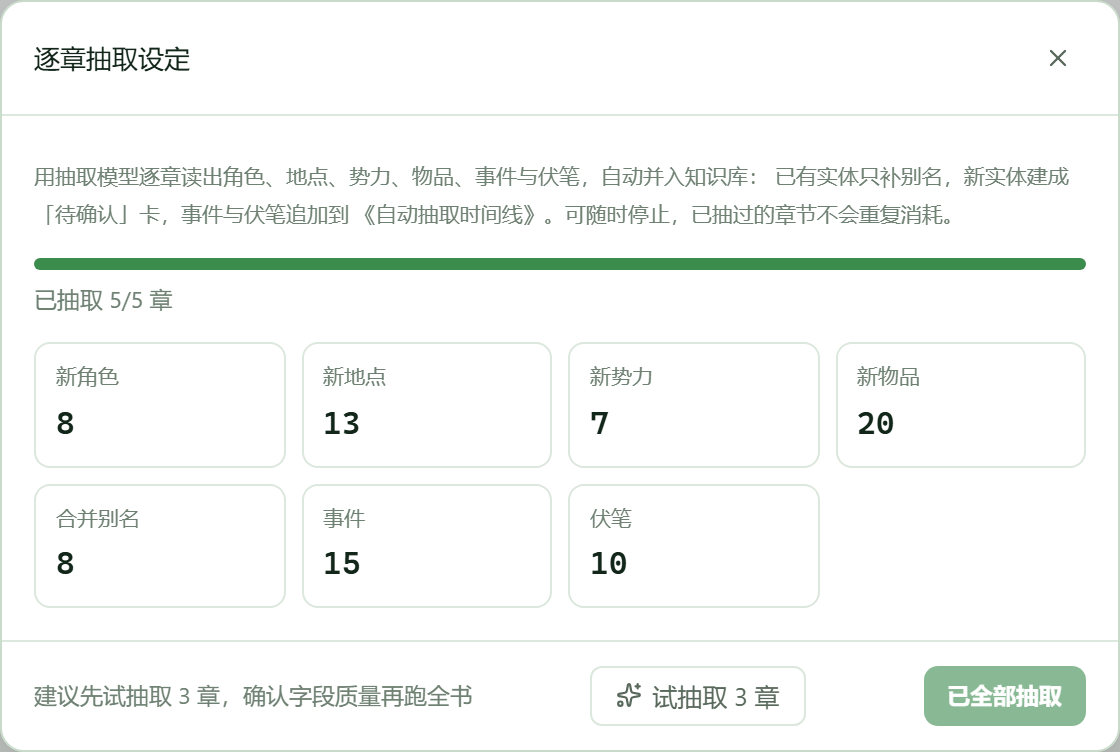 逐章抽取设定
用抽取模型逐章读出角色、地点、势力、物品、事件与伏笔，自动并入知识库： 已有实体只补别名，新实体建成
「待确认」卡，事件与伏笔追加到 《自动抽取时间线》。可随时停止，已抽过的章节不会重复消耗。
已抽取 5/5 章
新角色 新地点 新势力 新物品
8 13 7 20
合并别名 事件 伏笔
8 15 10
建议先试抽取 3 章，确认字段质量再跑全书 试抽取 3 章 已全部抽取